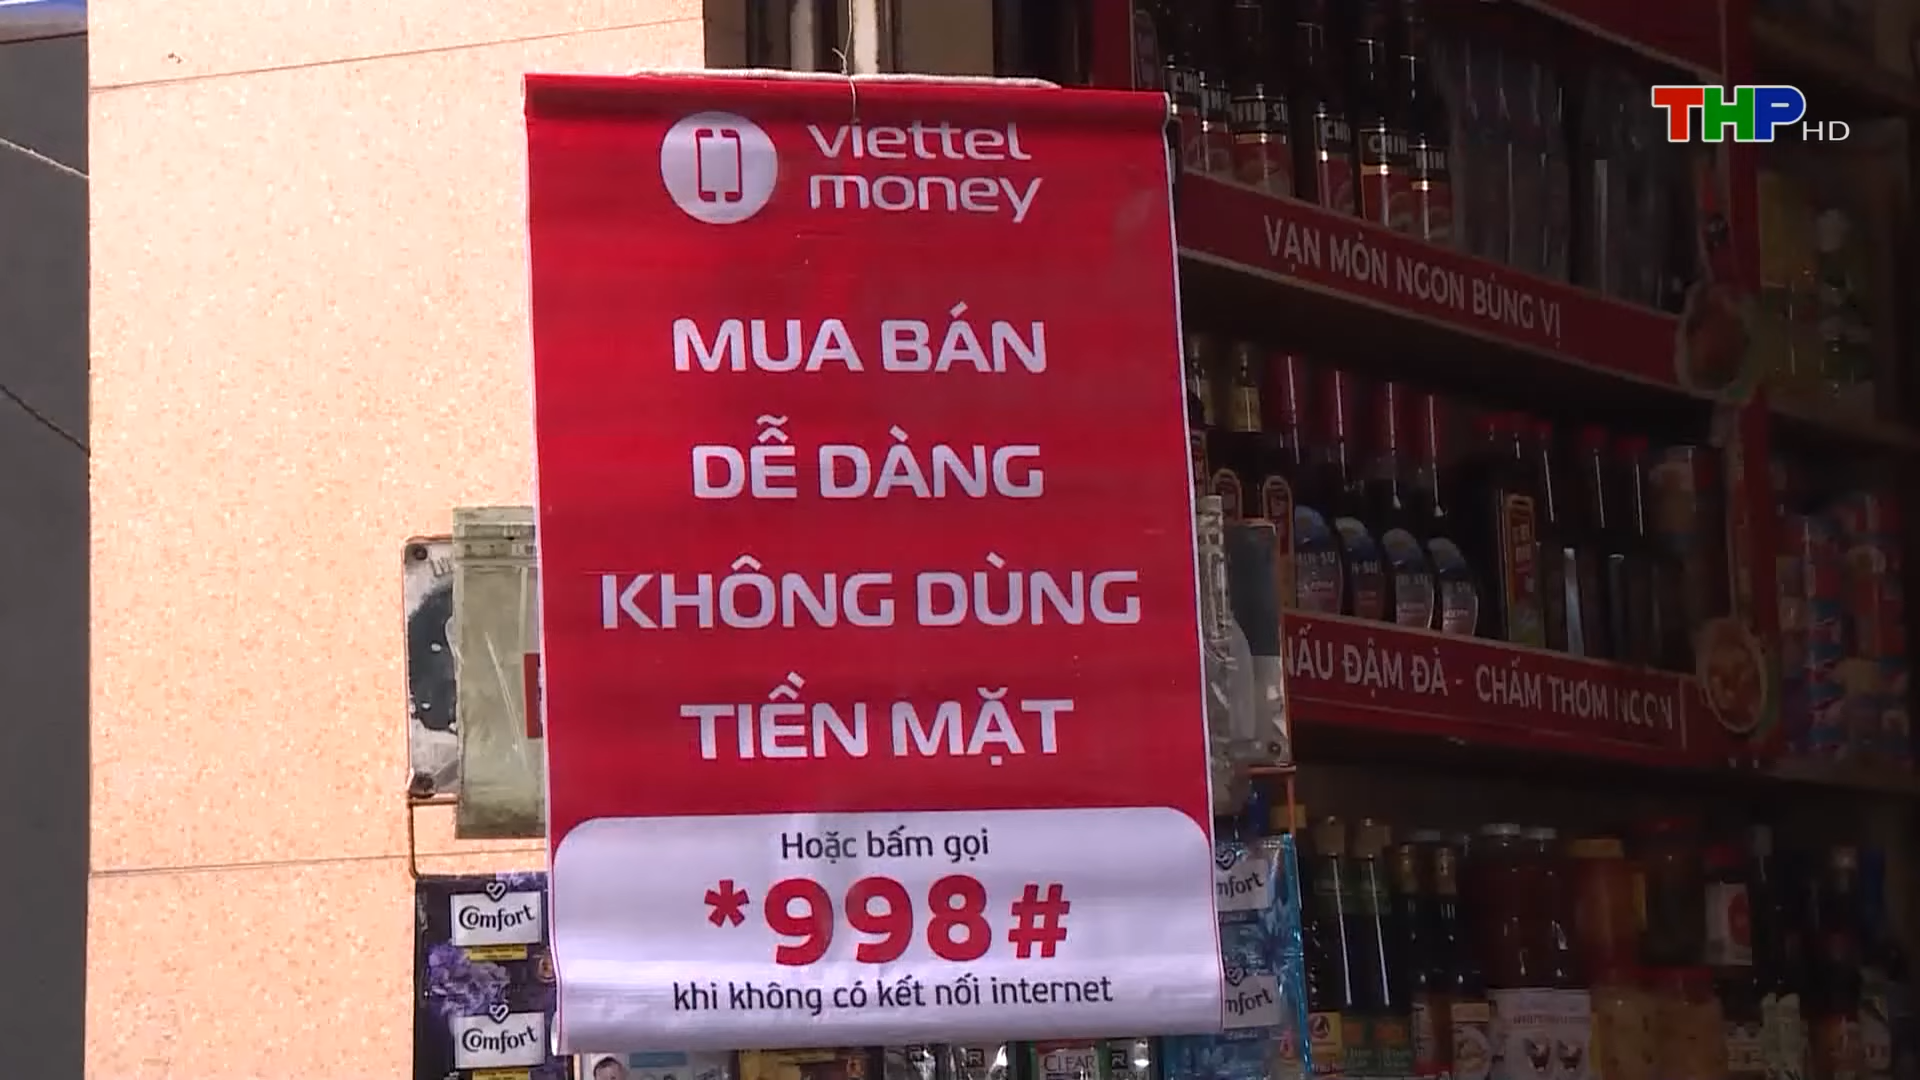 THP HD
viettel
money
MUA BÁN
DỄ DÀNG
KHÔNG DÙNG
TIỀN MẶT
Hoặc bấm gọi
*998#
khi không có kết nối internet
VẠN MÓN NGON BÙNG VỊ
NẤU ĐẬM ĐÀ - CHẤM THƠM NGON
Comfort
Comfort
CLEAR